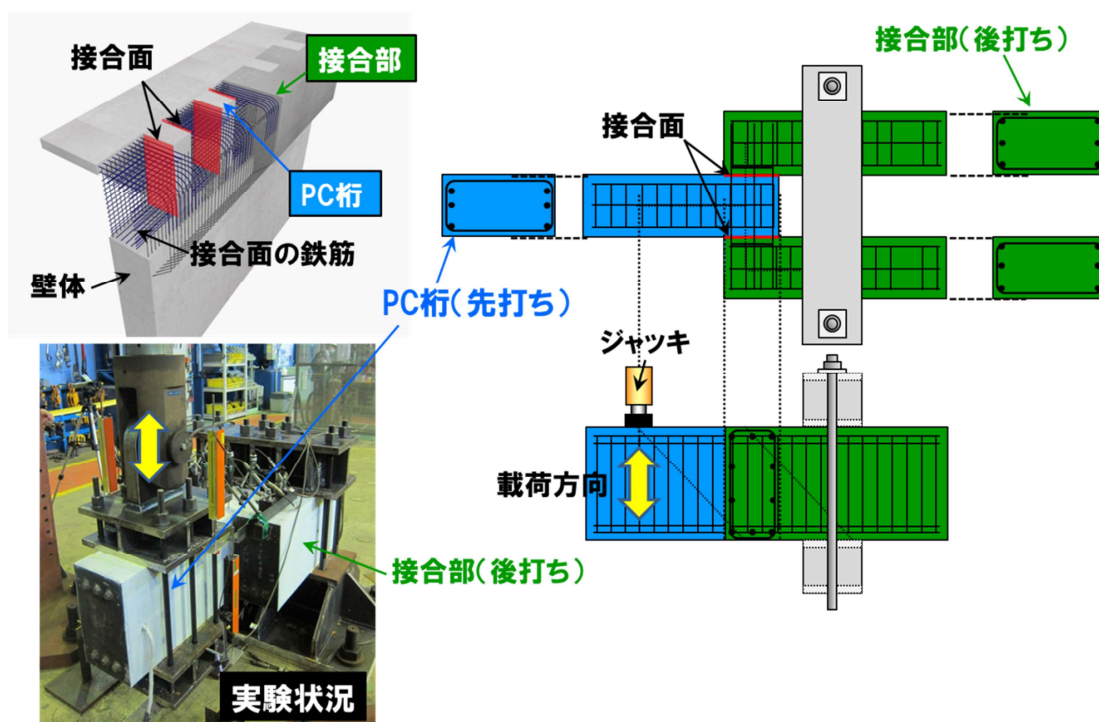 接合面
接合部
PC桁
接合面の鉄筋
壁体
接合部(後打ち)
接合面
PC桁(先打ち)
ジャッキ
載荷方向
接合部(後打ち)
実験状況